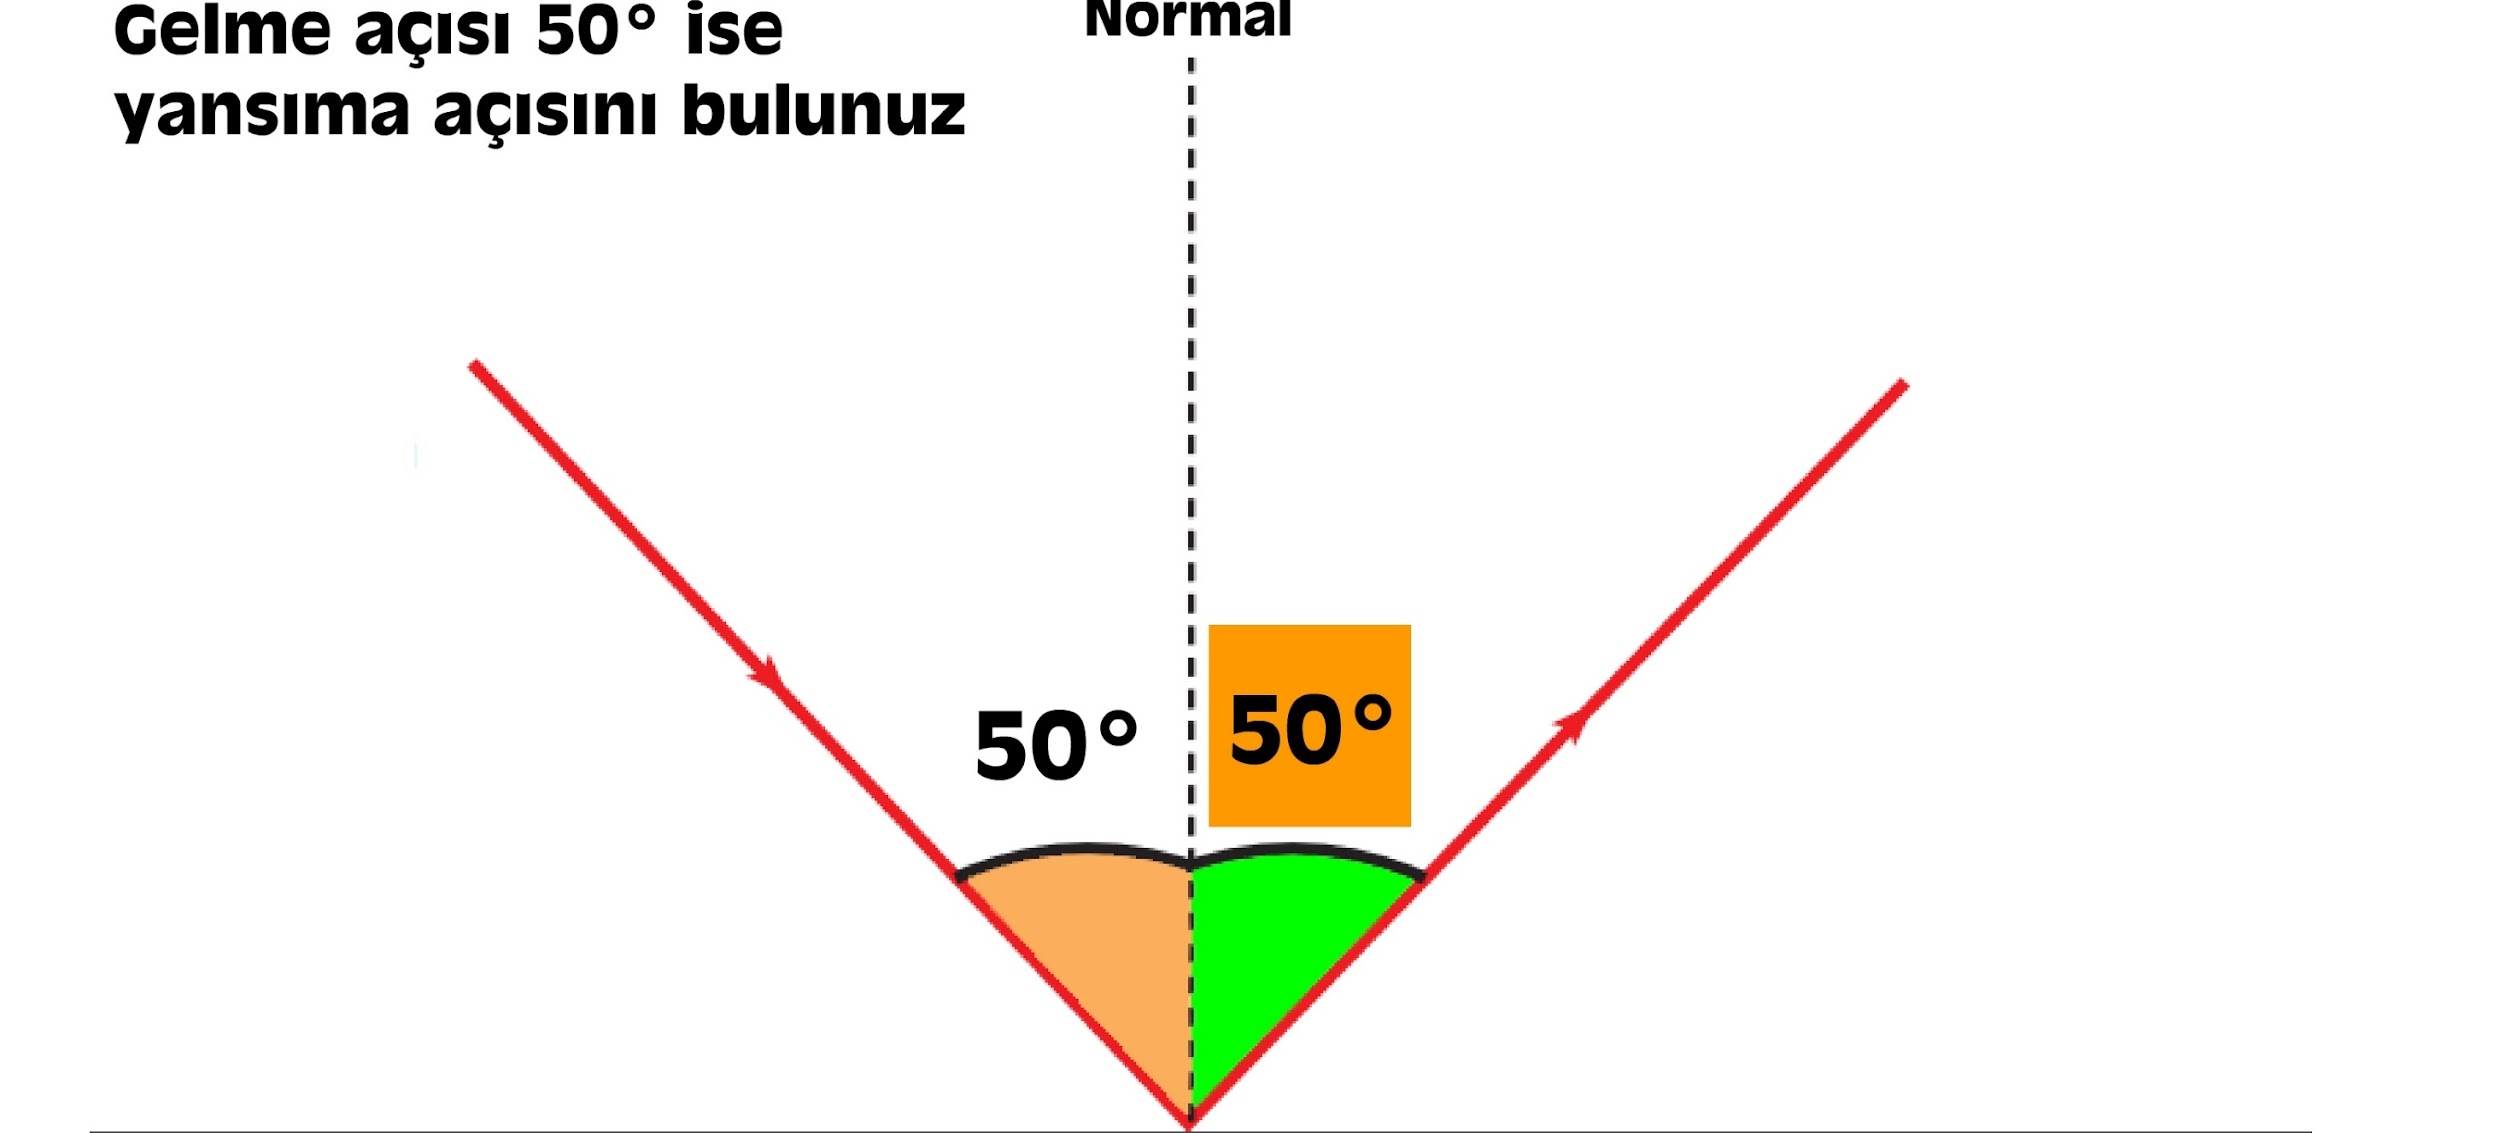 Gelme açısı 50° ise
yansıma açısını bulunuz
Normal
50°
50°